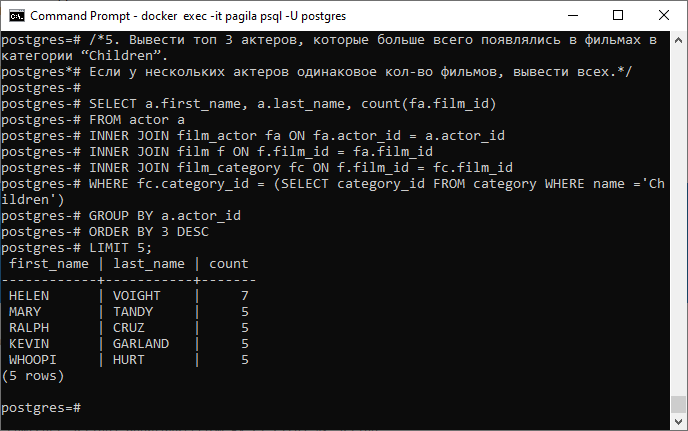 Command Prompt - docker exec -it pagila psql -U postgres
postgres=# /*5. Вывести топ 3 актеров, которые больше всего появлялись в фильмах в
категории “Children”.
postgres*# Если у нескольких актеров одинаковое кол-во фильмов, вывести всех.*/
postgres-#
postgres-# SELECT a.first_name, a.last_name, count(fa.film_id)
postgres-# FROM actor a
postgres-# INNER JOIN film_actor fa ON fa.actor_id = a.actor_id
postgres-# INNER JOIN film f ON f.film_id = fa.film_id
postgres-# INNER JOIN film_category fc ON f.film_id = fc.film_id
postgres-# WHERE fc.category_id = (SELECT category_id FROM category WHERE name ='Ch
ildren')
postgres-# GROUP BY a.actor_id
postgres-# ORDER BY 3 DESC
postgres-# LIMIT 5;
first_name | last_name | count
------------+-----------+-------
HELEN | VOIGHT | 7
MARY | TANDY | 5
RALPH | CRUZ | 5
KEVIN | GARLAND | 5
WHOOPI | HURT | 5
(5 rows)
postgres=#